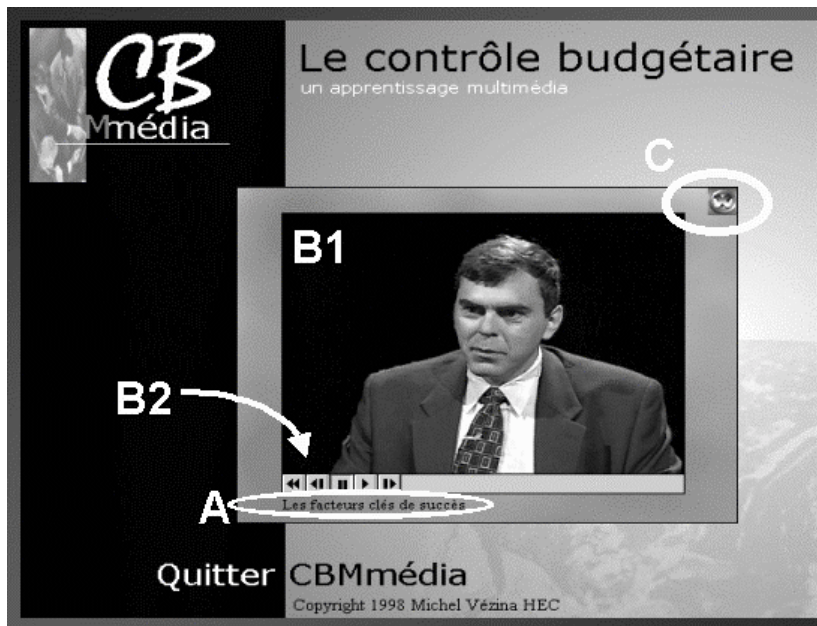 CB
Mmédia
Le contrôle budgétaire
un apprentissage multimédia
C
B1
B2
A
Les facteurs clés de succès
Quitter CBMmédia
Copyright 1998 Michel Vézina HEC